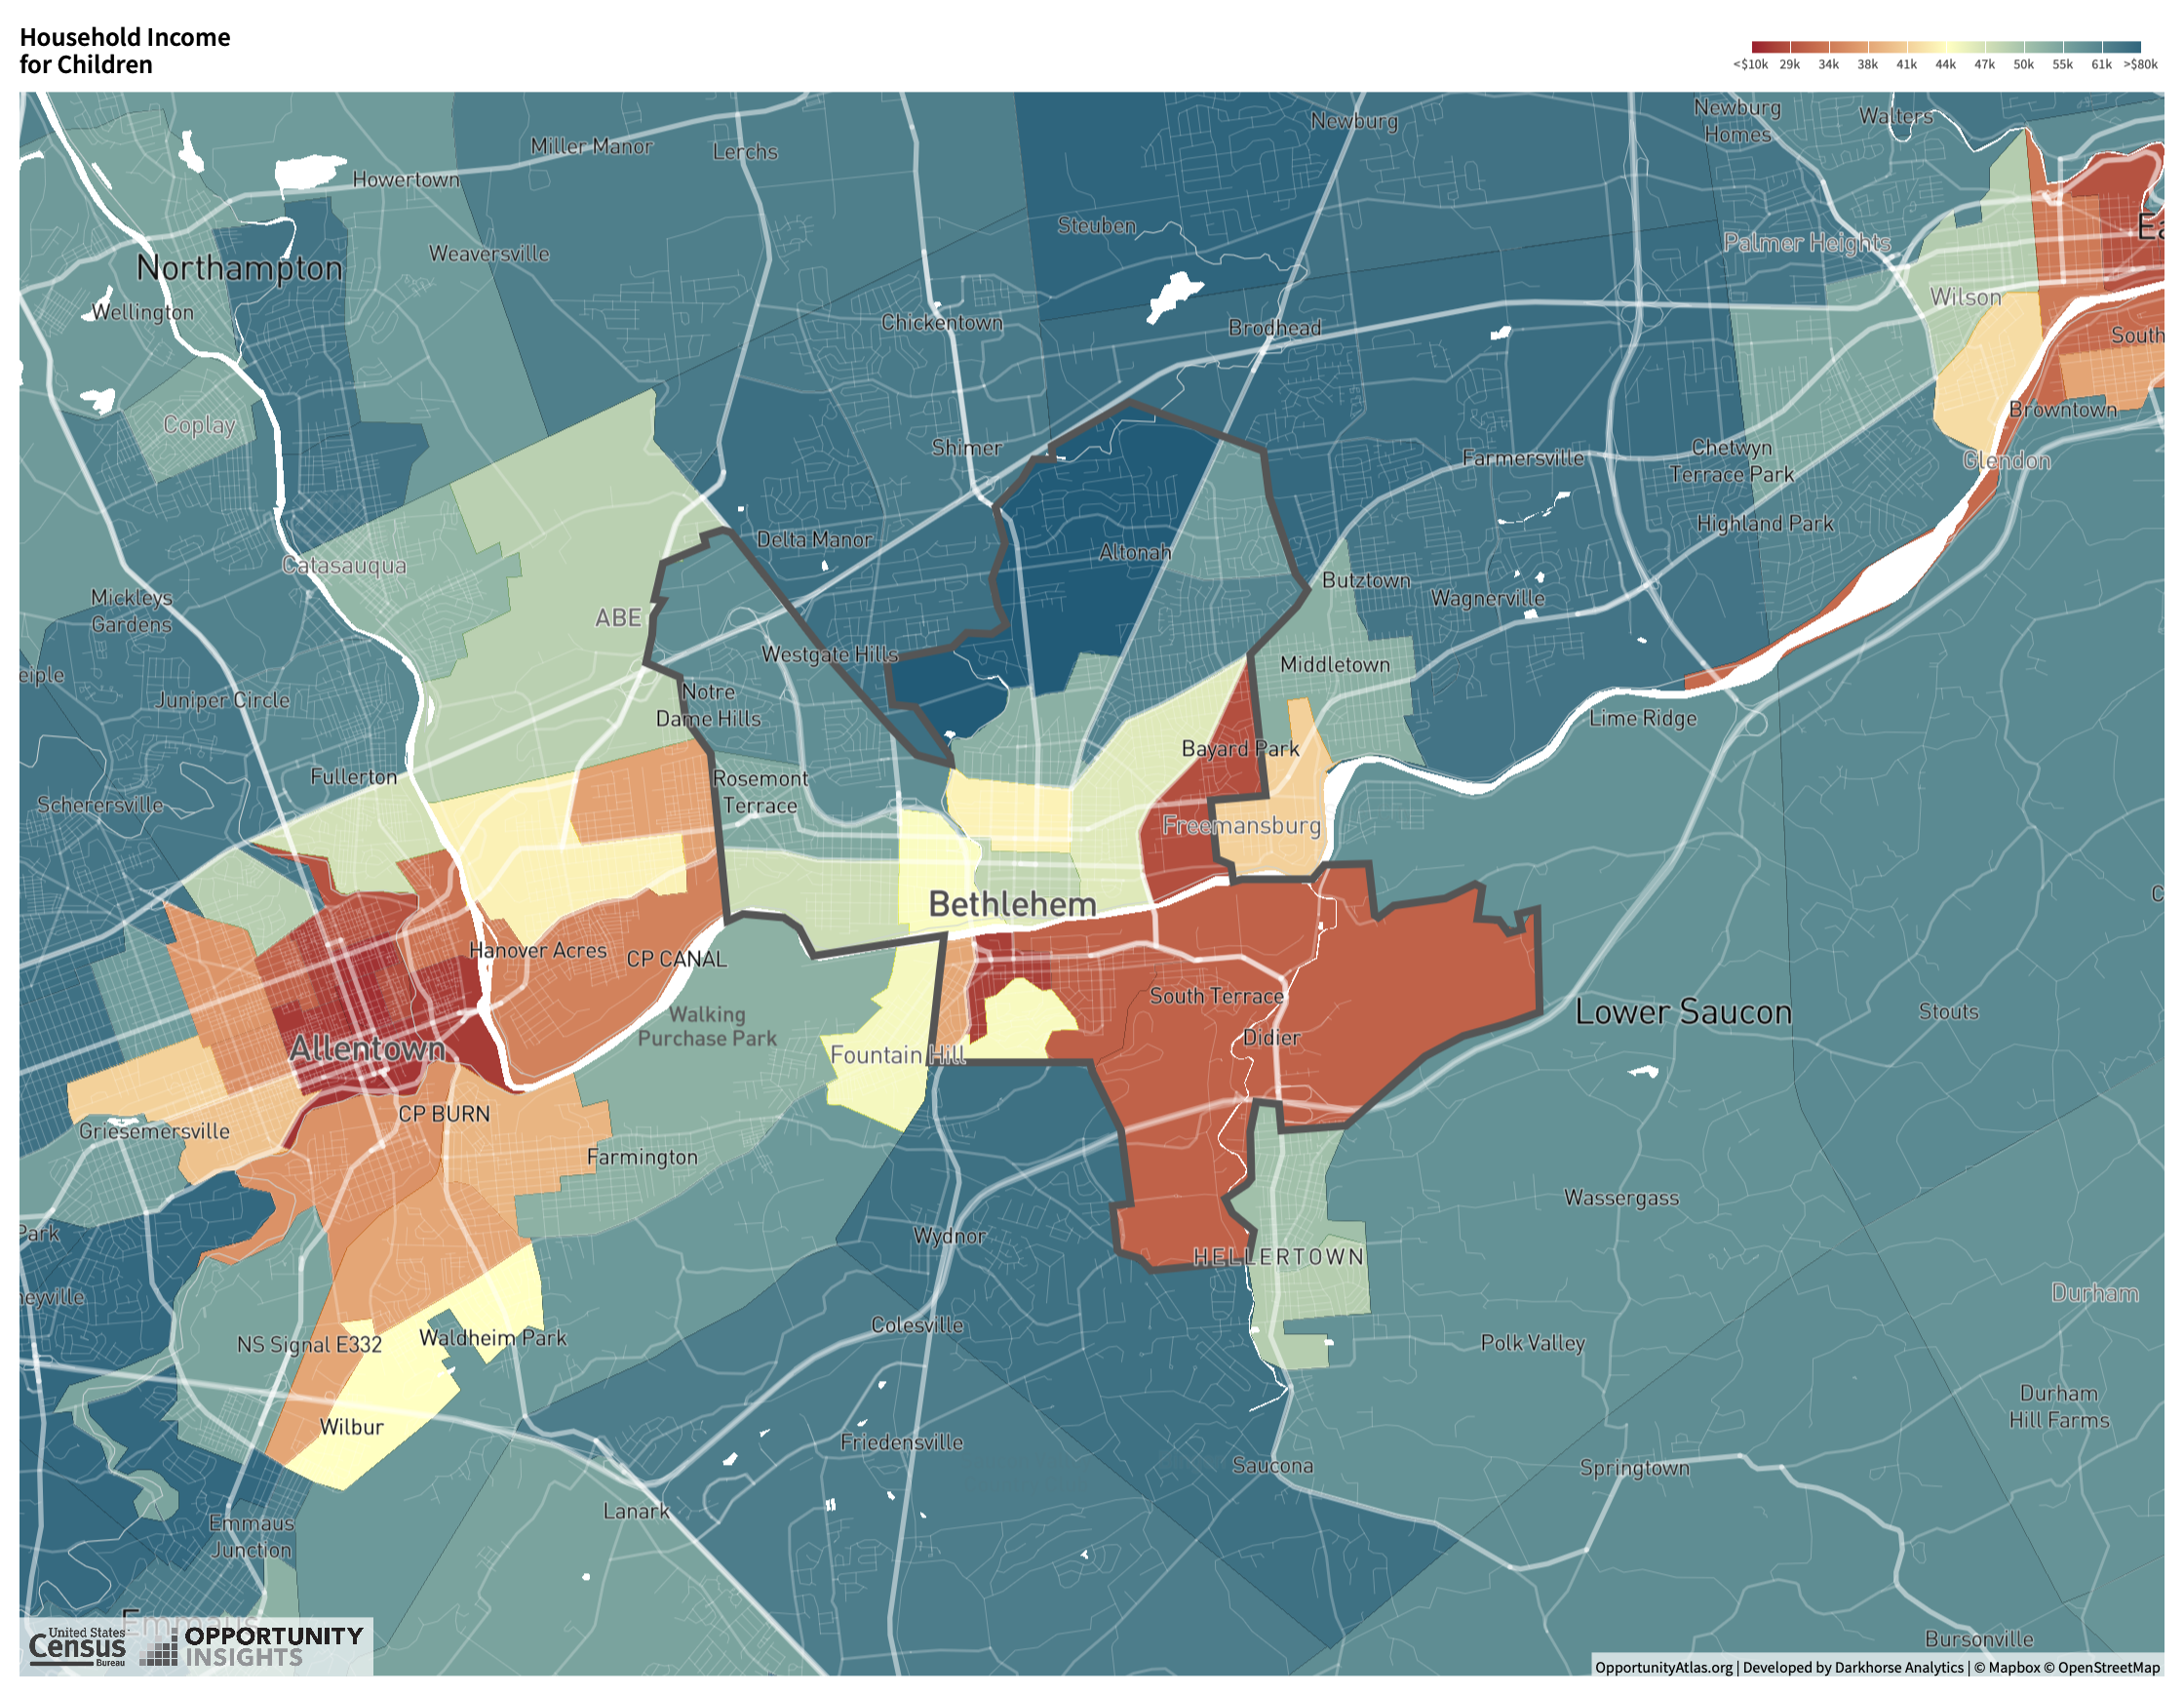 Household Income
for Children
<$10k 29k 34k 38k 41k 44k 47k 50k 55k 61k >$80k
Newburg
Newburg
Homes
Walters
Miller Manor
Lerchs
Howertown
Steuben
Weaversville
Palmer Heights
Northampton
Wellington
Wilson
Chickentown
Brodhead
South
Browntown
Coplay
Shimer
Farmersville
Chetwyn
Terrace Park
Glendon
Highland Park
Delta Manor
Altonah
Catasauqua
Butztown
Mickleys
Gardens
Wagnerville
ABE
Westgate Hills
Middletown
eiple
Juniper Circle
Notre
Dame Hills
Lime Ridge
Bayard Park
Fullerton
Rosemont
Terrace
Scherersville
Freemansburg
Bethlehem
Hanover Acres
CP CANAL
South Terrace
Lower Saucon
Stouts
Walking
Purchase Park
Didier
Allentown
Fountain Hill
CP BURN
Griesemersville
Farmington
Wassergass
Park
Wydnor
HELLERTOWN
neyville
Durham
Colesville
NS Signal E332
Waldheim Park
Polk Valley
Durham
Hill Farms
Wilbur
Friedensville
Saucona
Springtown
Lanark
Emmaus
Junction
Emmaus
Bursonville
United States
Census
Bureau
OPPORTUNITY
INSIGHTS
OpportunityAtlas.org | Developed by Darkhorse Analytics | © Mapbox © OpenStreetMap